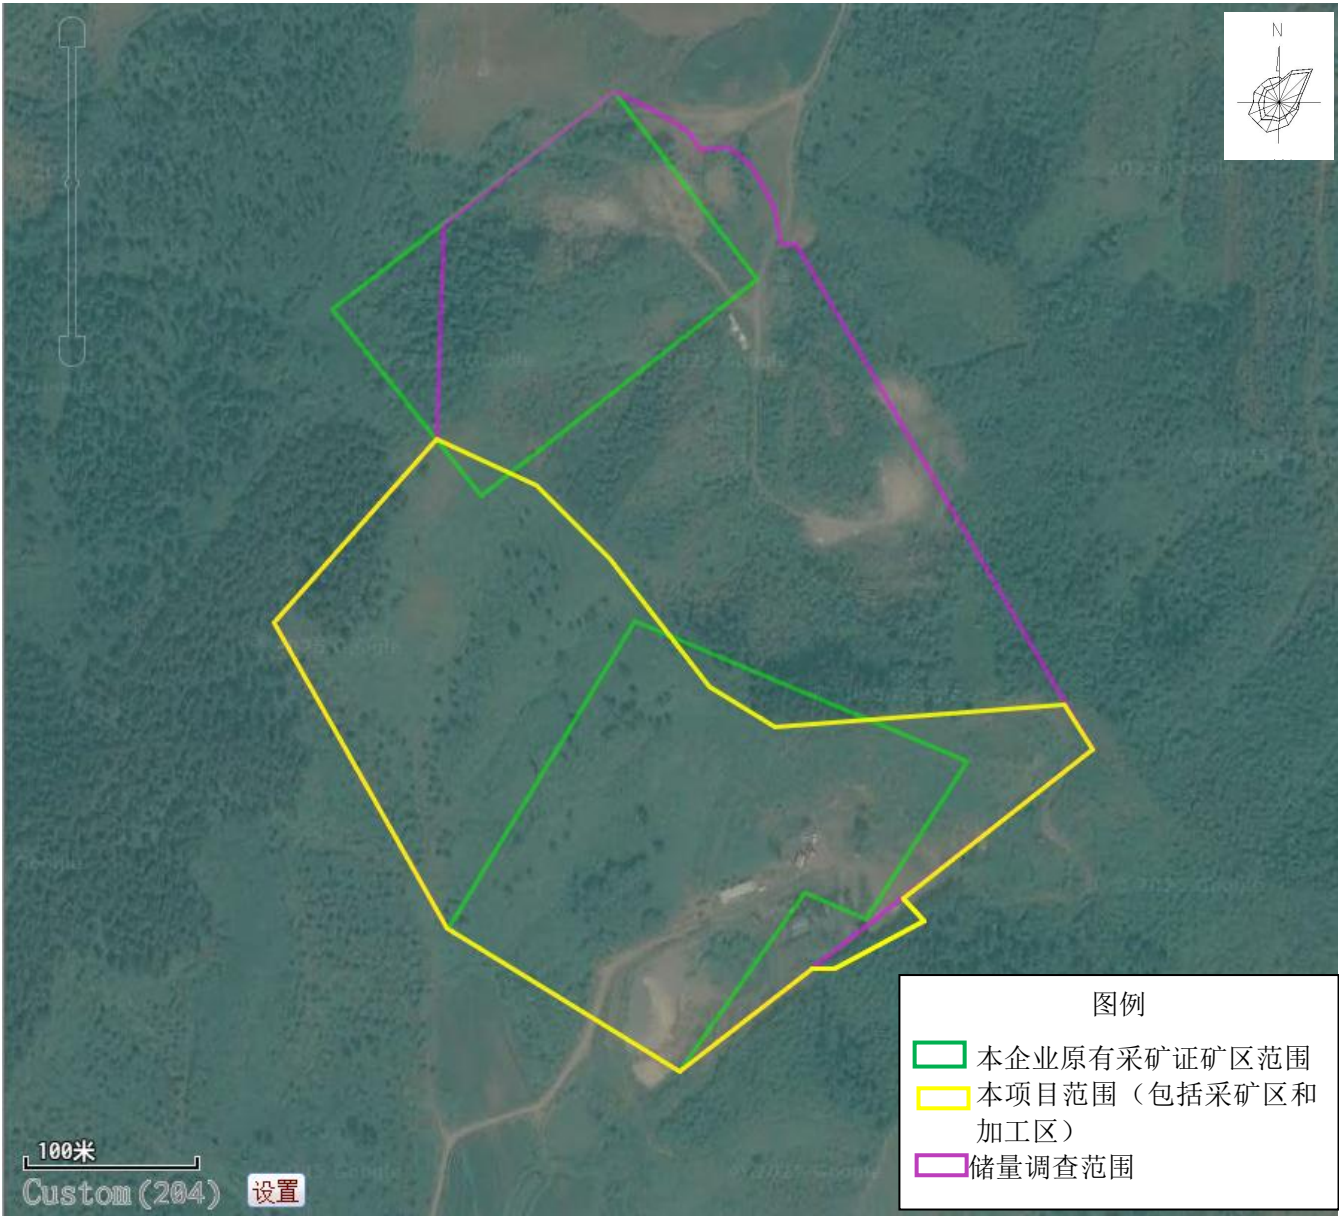 N
图例
本企业原有采矿证矿区范围
本项目范围（包括采矿区和
加工区）
储量调查范围
100米
Custom(204)
设置